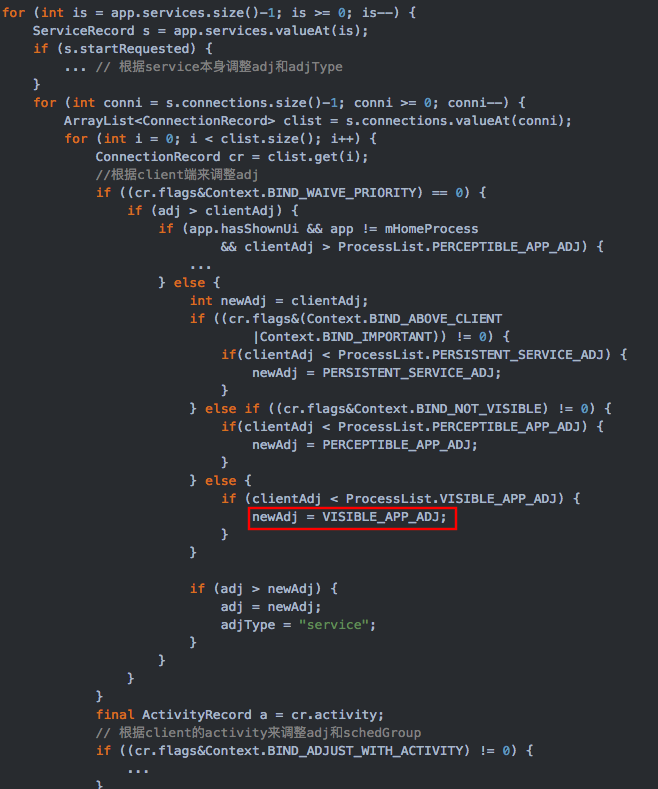 for (int is = app.services.size()-1; is >= 0; is--) {
ServiceRecord s = app.services.valueAt(is);
if (s.startRequested) {
... // 根据service本身调整adj和adjType
}
for (int conni = s.connections.size()-1; conni >= 0; conni--) {
ArrayList<ConnectionRecord> clist = s.connections.valueAt(conni);
for (int i = 0; i < clist.size(); i++) {
ConnectionRecord cr = clist.get(i);
//根据client端来调整adj
if ((cr.flags&Context.BIND_WAIVE_PRIORITY) == 0) {
if (adj > clientAdj) {
if (app.hasShownUi && app != mHomeProcess
&& clientAdj > ProcessList.PERCEPTIBLE_APP_ADJ) {
...
} else {
int newAdj = clientAdj;
if ((cr.flags&(Context.BIND_ABOVE_CLIENT
|Context.BIND_IMPORTANT)) != 0) {
if(clientAdj < ProcessList.PERSISTENT_SERVICE_ADJ) {
newAdj = PERSISTENT_SERVICE_ADJ;
}
} else if ((cr.flags&Context.BIND_NOT_VISIBLE) != 0) {
if(clientAdj < ProcessList.PERCEPTIBLE_APP_ADJ) {
newAdj = PERCEPTIBLE_APP_ADJ;
}
} else {
if (clientAdj < ProcessList.VISIBLE_APP_ADJ) {
newAdj = VISIBLE_APP_ADJ;
}
}
if (adj > newAdj) {
adj = newAdj;
adjType = "service";
}
}
}
}
final ActivityRecord a = cr.activity;
// 根据client的activity来调整adj和schedGroup
if ((cr.flags&Context.BIND_ADJUST_WITH_ACTIVITY) != 0) {
...
}